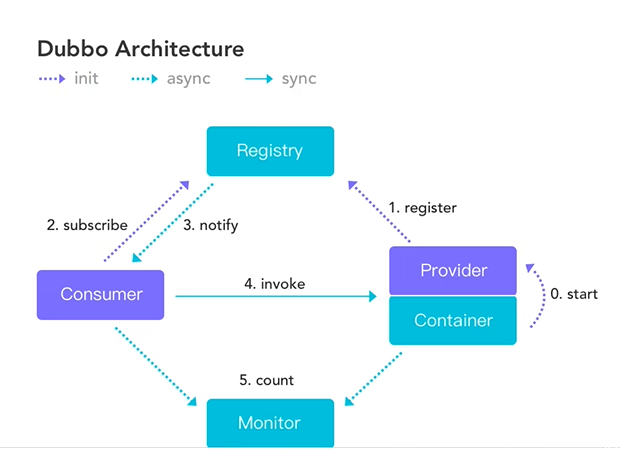 Dubbo Architecture
init async sync
Registry
1. register
2. subscribe 3. notify
Provider
Consumer 4. invoke 0. start
Container
5. count
Monitor